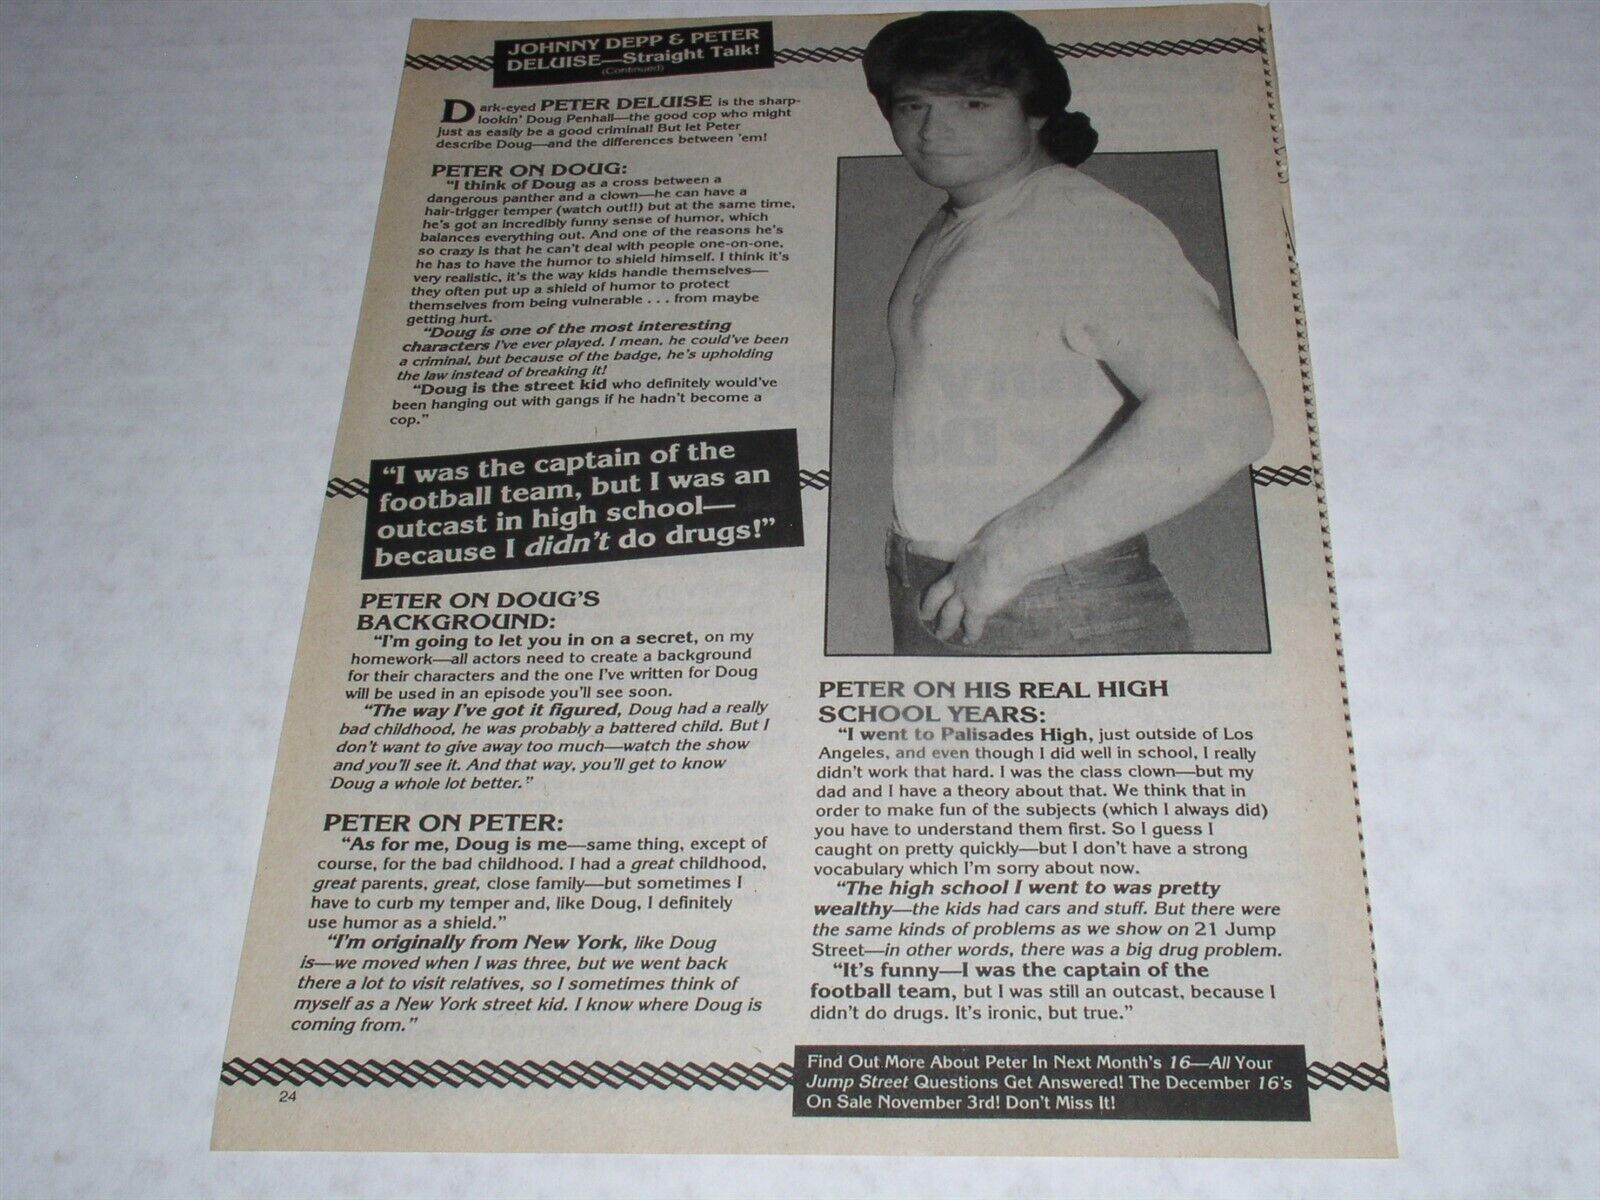 JOHNNY DEPP & PETER
DELUISE—Straight Talk!
(Continued)
Dark-eyed PETER DELUISE is the sharp-
lookin' Doug Penhall—the good cop who might
just as easily be a good criminal! But let Peter
describe Doug—and the differences between 'em!
PETER ON DOUG:
"I think of Doug as a cross between a
dangerous panther and a clown—he can have a
hair-trigger temper (watch out!!) but at the same time,
he's got an incredibly funny sense of humor, which
balances everything out. And one of the reasons he's
so crazy is that he can't deal with people one-on-one,
he has to have the humor to shield himself. I think it's
very realistic, it's the way kids handle themselves—
they often put up a shield of humor to protect
themselves from being vulnerable . . . from maybe
getting hurt.
"Doug is one of the most interesting
characters I've ever played. I mean, he could've been
a criminal, but because of the badge, he's upholding
the law instead of breaking it!
"Doug is the street kid who definitely would've
been hanging out with gangs if he hadn't become a
cop."
"I was the captain of the
football team, but I was an
outcast in high school—
because I didn't do drugs!"
PETER ON DOUG'S
BACKGROUND:
"I'm going to let you in on a secret, on my
homework—all actors need to create a background
for their characters and the one I've written for Doug
will be used in an episode you'll see soon.
"The way I've got it figured, Doug had a really
bad childhood, he was probably a battered child. But I
don't want to give away too much—watch the show
and you'll see it. And that way, you'll get to know
Doug a whole lot better."
PETER ON PETER:
"As for me, Doug is me—same thing, except of
course, for the bad childhood. I had a great childhood,
great parents, great, close family—but sometimes I
have to curb my temper and, like Doug, I definitely
use humor as a shield."
"I'm originally from New York, like Doug
is—we moved when I was three, but we went back
there a lot to visit relatives, so I sometimes think of
myself as a New York street kid. I know where Doug is
coming from."
PETER ON HIS REAL HIGH
SCHOOL YEARS:
"I went to Palisades High, just outside of Los
Angeles, and even though I did well in school, I really
didn't work that hard. I was the class clown—but my
dad and I have a theory about that. We think that in
order to make fun of the subjects (which I always did)
you have to understand them first. So I guess I
caught on pretty quickly—but I don't have a strong
vocabulary which I'm sorry about now.
"The high school I went to was pretty
wealthy—the kids had cars and stuff. But there were
the same kinds of problems as we show on 21 Jump
Street—in other words, there was a big drug problem.
"It's funny—I was the captain of the
football team, but I was still an outcast, because I
didn't do drugs. It's ironic, but true."
Find Out More About Peter In Next Month's 16—All Your
Jump Street Questions Get Answered! The December 16's
On Sale November 3rd! Don't Miss It!
24